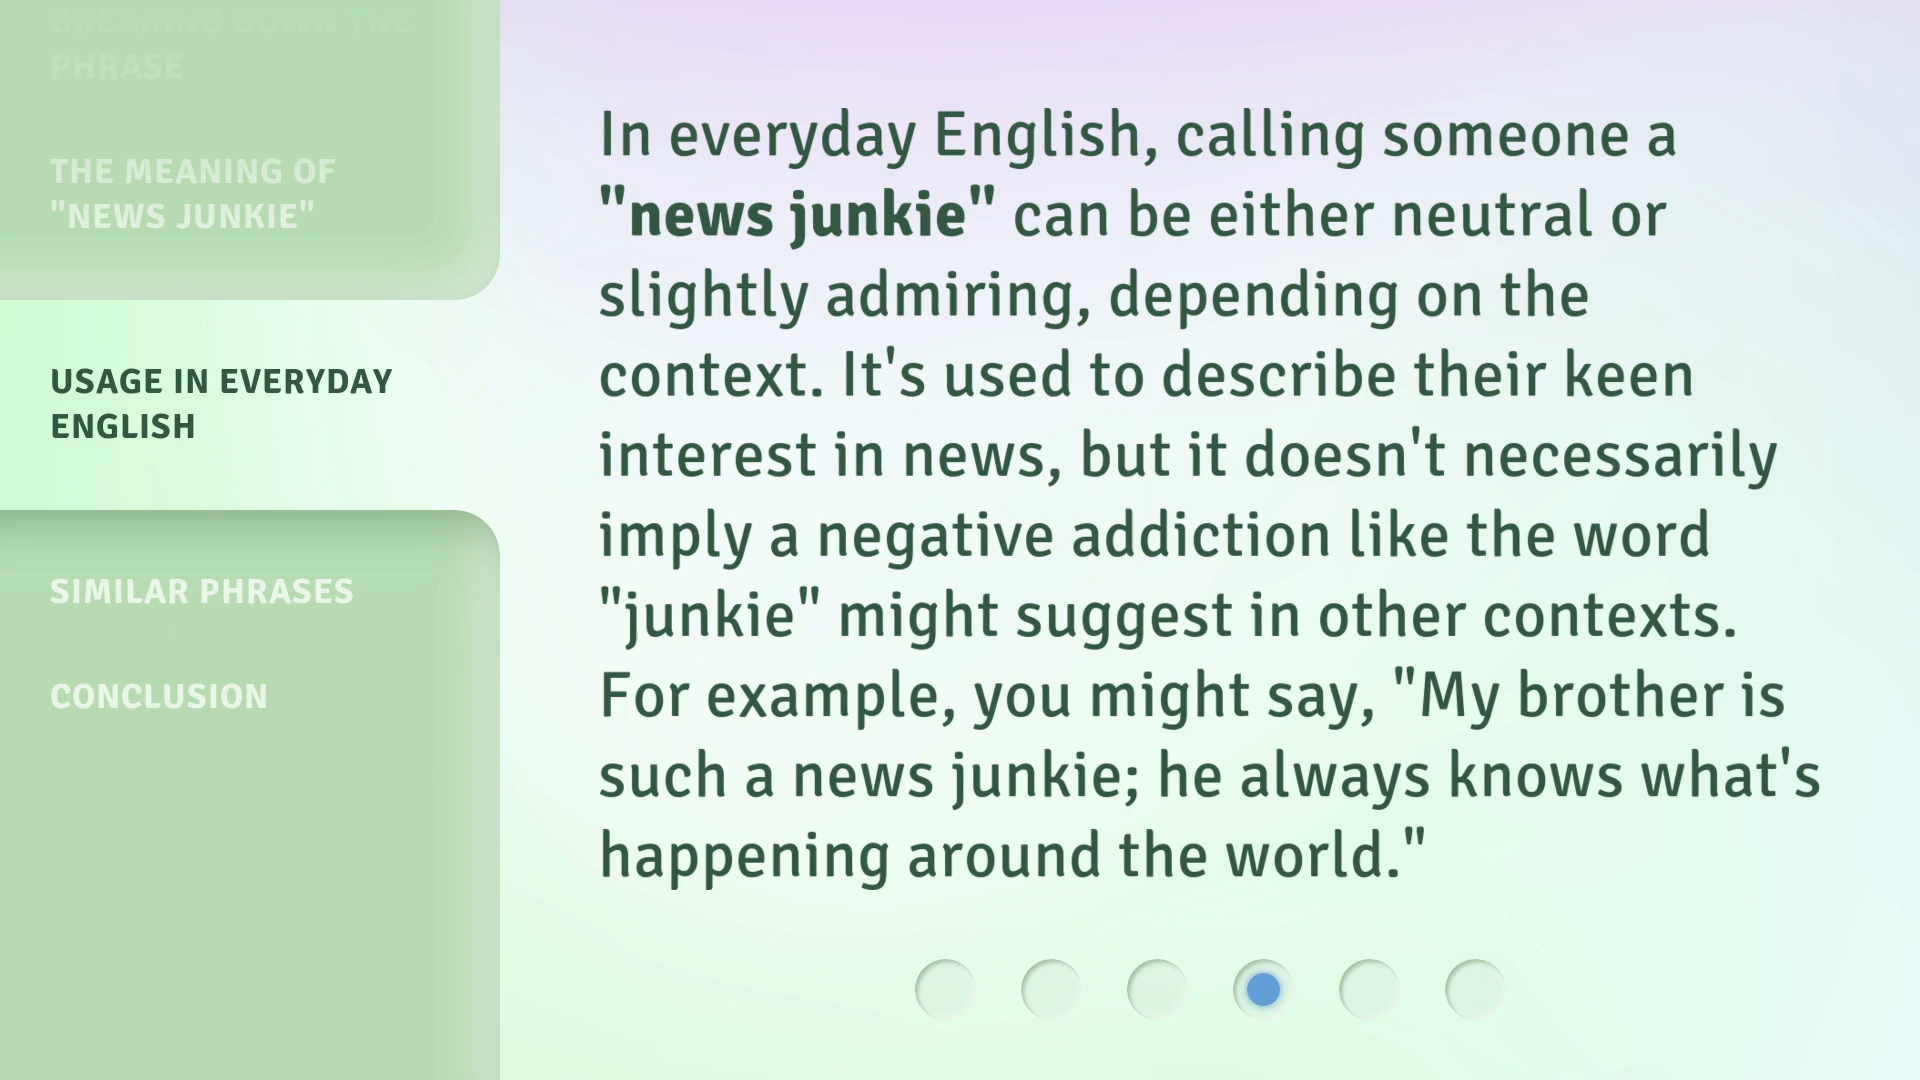 BREAKING DOWN THE
PHRASE
THE MEANING OF
"NEWS JUNKIE"
USAGE IN EVERYDAY
ENGLISH
SIMILAR PHRASES
CONCLUSION
In everyday English, calling someone a
"news junkie" can be either neutral or
slightly admiring, depending on the
context. It's used to describe their keen
interest in news, but it doesn't necessarily
imply a negative addiction like the word
"junkie" might suggest in other contexts.
For example, you might say, "My brother is
such a news junkie; he always knows what's
happening around the world."